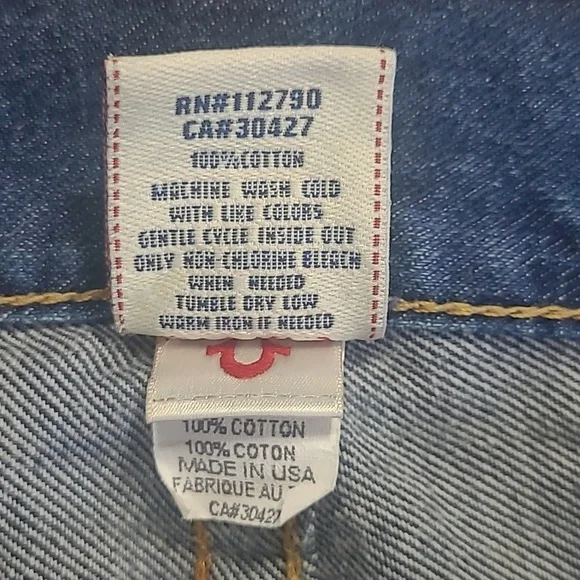 RN#112790
CA#30427
100%COTTON
MACHINE WASH COLD
WITH LIKE COLORS
GENTLE CYCLE INSIDE OUT
ONLY NON-CHLORINE BLEACH
WHEN NEEDED
TUMBLE DRY LOW
WARM IRON IF NEEDED
100% COTTON
100% COTON
MADE IN USA
FABRIQUE AU
CA#30427